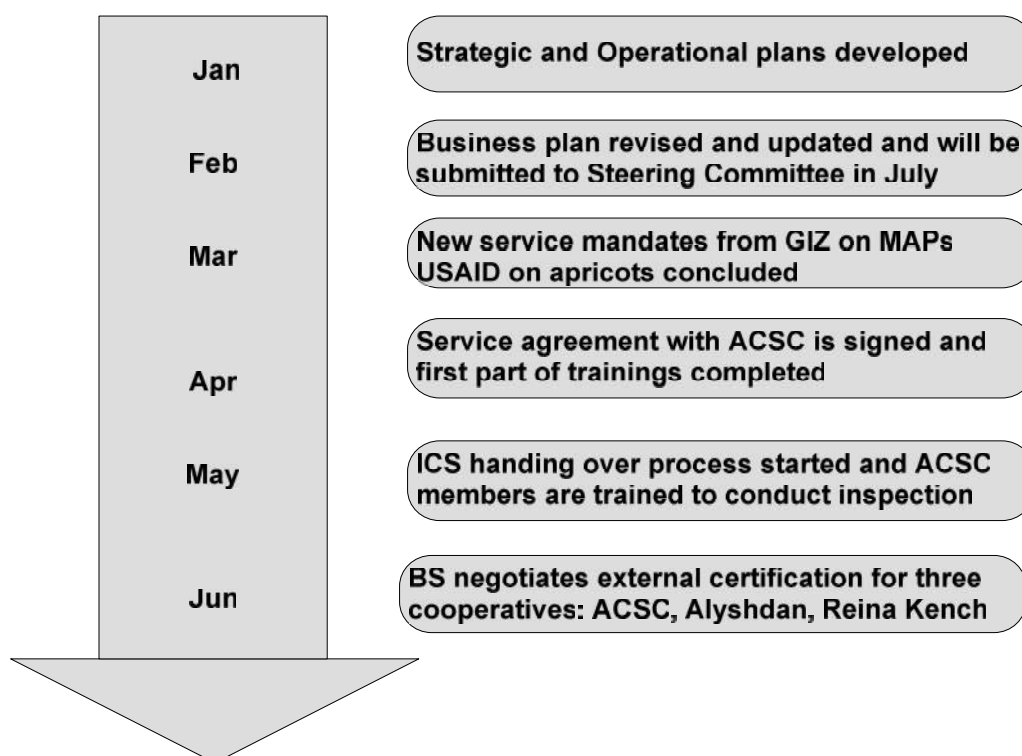 Jan
Strategic and Operational plans developed
Feb
Business plan revised and updated and will be
submitted to Steering Committee in July
Mar
New service mandates from GIZ on MAPs
USAID on apricots concluded
Apr
Service agreement with ACSC is signed and
first part of trainings completed
May
ICS handing over process started and ACSC
members are trained to conduct inspection
Jun
BS negotiates external certification for three
cooperatives: ACSC, Alyshdan, Reina Kench